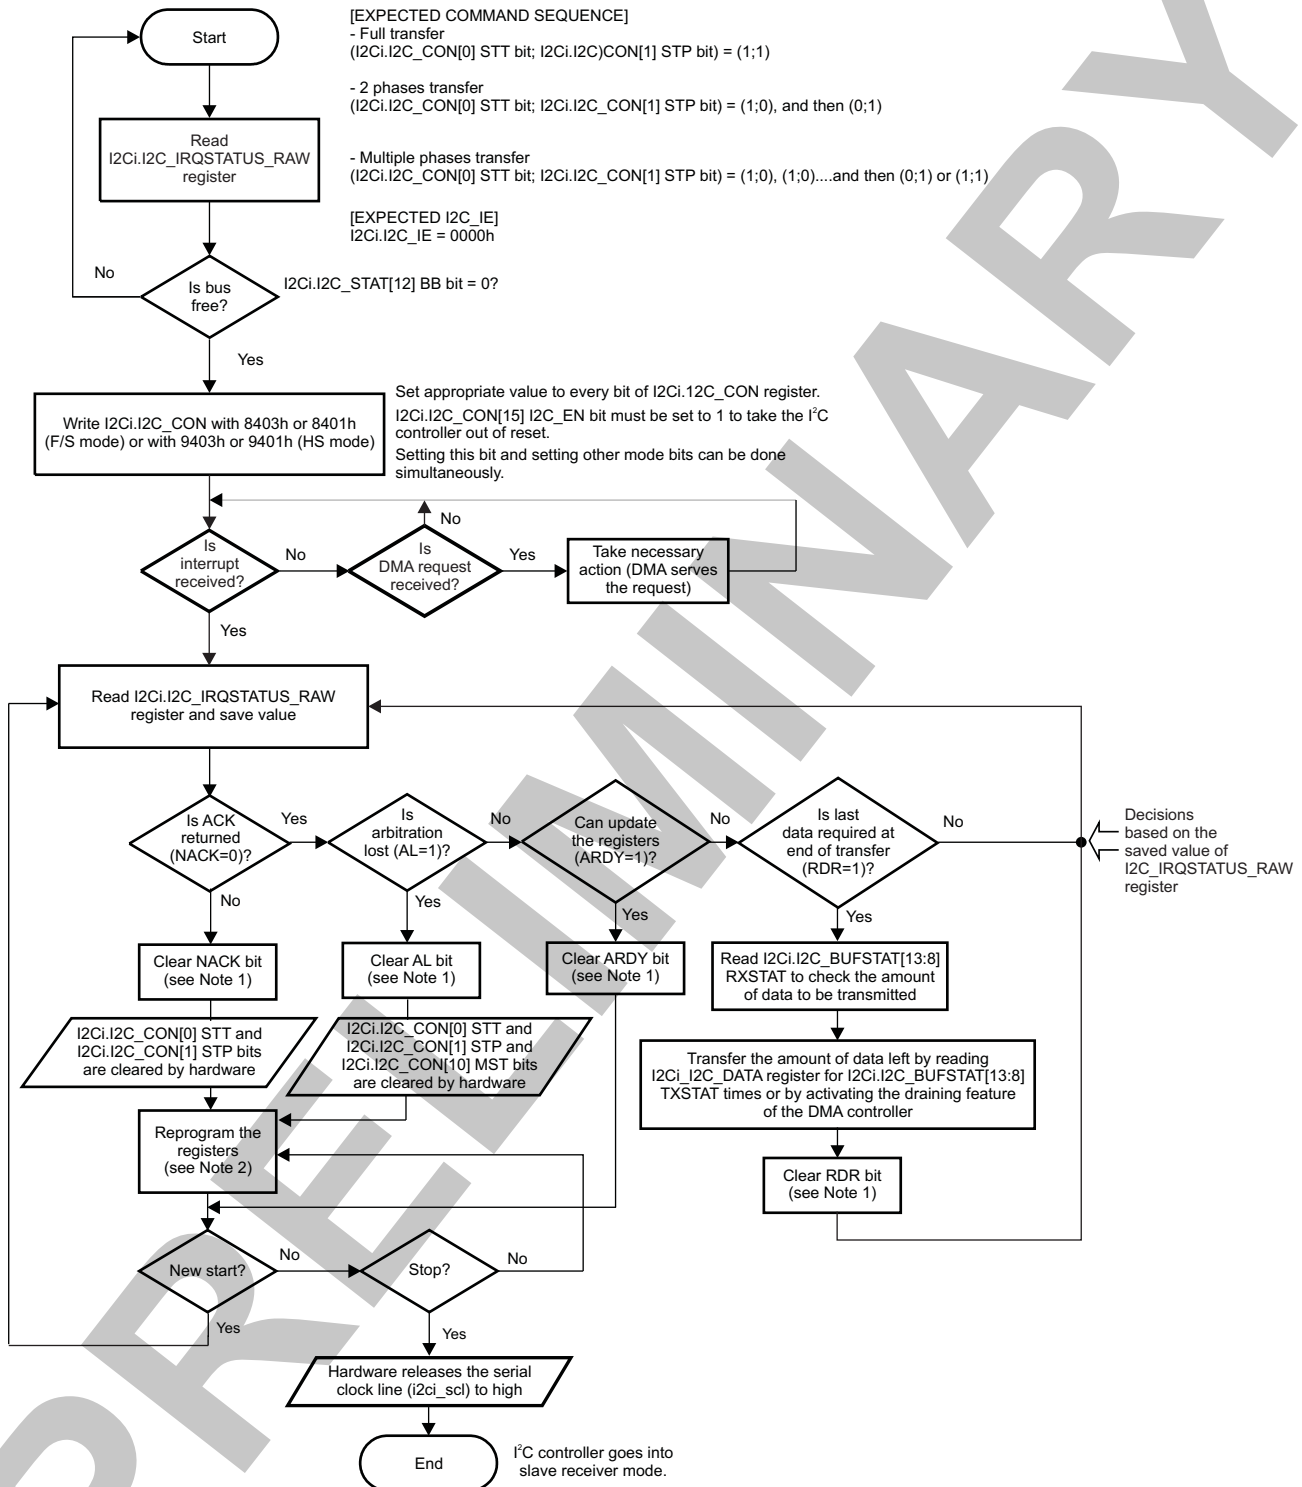 [EXPECTED COMMAND SEQUENCE]
- Full transfer
(I2Ci.I2C_CON[0] STT bit; I2Ci.I2C)CON[1] STP bit) = (1;1)
- 2 phases transfer
(I2Ci.I2C_CON[0] STT bit; I2Ci.I2C_CON[1] STP bit) = (1;0), and then (0;1)
- Multiple phases transfer
(I2Ci.I2C_CON[0] STT bit; I2Ci.I2C_CON[1] STP bit) = (1;0), (1;0)....and then (0;1) or (1;1)
[EXPECTED I2C_IE]
I2Ci.I2C_IE = 0000h
Start
Read
I2Ci.I2C_IRQSTATUS_RAW
register
No
Is bus
free?
I2Ci.I2C_STAT[12] BB bit = 0?
Yes
Write I2Ci.I2C_CON with 8403h or 8401h
(F/S mode) or with 9403h or 9401h (HS mode)
Set appropriate value to every bit of I2Ci.12C_CON register.
I2Ci.I2C_CON[15] I2C_EN bit must be set to 1 to take the I²C
controller out of reset.
Setting this bit and setting other mode bits can be done
simultaneously.
Is
interrupt
received?
No
Is
DMA request
received?
No
Yes
Take necessary
action (DMA serves
the request)
Yes
Read I2Ci.I2C_IRQSTATUS_RAW
register and save value
Is ACK
returned
(NACK=0)?
Yes
Is
arbitration
lost (AL=1)?
No
Can update
the registers
(ARDY=1)?
No
Is last
data required at
end of transfer
(RDR=1)?
No
Decisions
based on the
saved value of
I2C_IRQSTATUS_RAW
register
No
Yes
Yes
Yes
Clear NACK bit
(see Note 1)
Clear AL bit
(see Note 1)
Clear ARDY bit
(see Note 1)
Read I2Ci.I2C_BUFSTAT[13:8]
RXSTAT to check the amount
of data to be transmitted
I2Ci.I2C_CON[0] STT and
I2Ci.I2C_CON[1] STP bits
are cleared by hardware
I2Ci.I2C_CON[0] STT and
I2Ci.I2C_CON[1] STP and
I2Ci.I2C_CON[10] MST bits
are cleared by hardware
Transfer the amount of data left by reading
I2Ci_I2C_DATA register for I2Ci.I2C_BUFSTAT[13:8]
TXSTAT times or by activating the draining feature
of the DMA controller
Reprogram the
registers
(see Note 2)
Clear RDR bit
(see Note 1)
New start?
No
Stop?
No
Yes
Yes
Hardware releases the serial
clock line (i2ci_scl) to high
End
I²C controller goes into
slave receiver mode.
PRELIMINARY